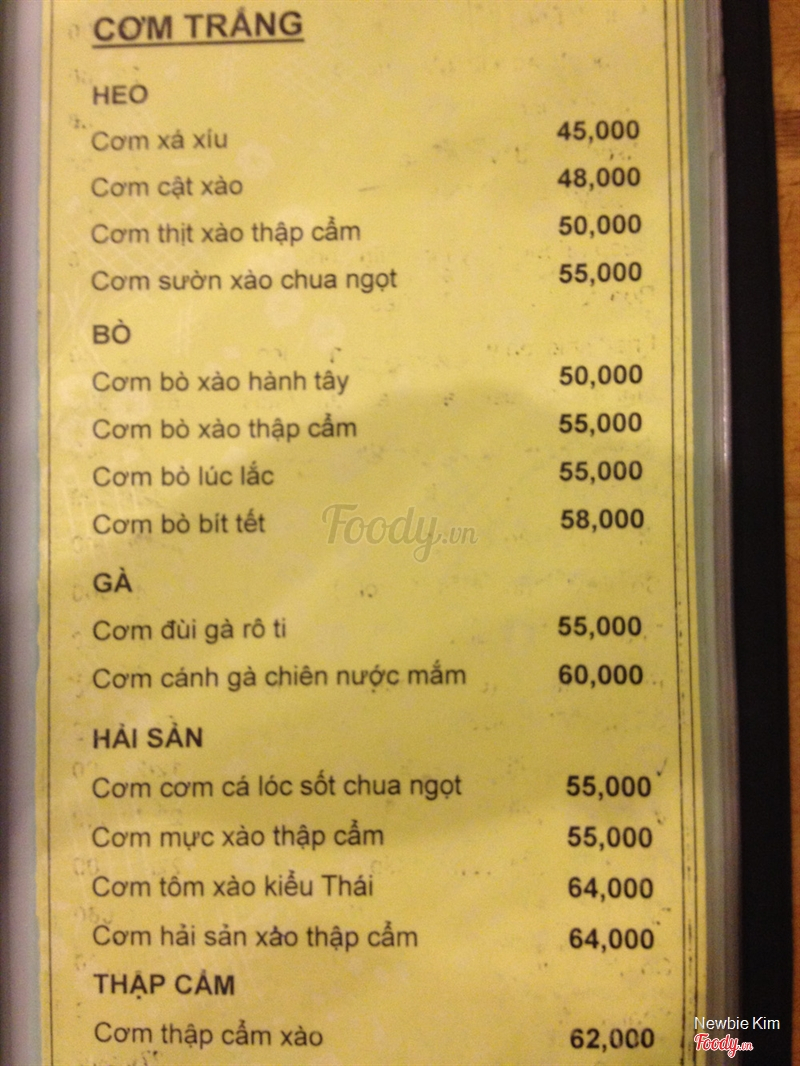 CƠM TRẮNG
HEO
Cơm xá xíu 45,000
Cơm cật xào 48,000
Cơm thịt xào thập cẩm 50,000
Cơm sườn xào chua ngọt 55,000
BÒ
Cơm bò xào hành tây 50,000
Cơm bò xào thập cẩm 55,000
Cơm bò lúc lắc 55,000
Cơm bò bít tết 58,000
Foody.vn
GÀ
Cơm đùi gà rô ti 55,000
Cơm cánh gà chiên nước mắm 60,000
HẢI SẢN
Cơm cơm cá lóc sốt chua ngọt 55,000
Cơm mực xào thập cẩm 55,000
Cơm tôm xào kiểu Thái 64,000
Cơm hải sản xào thập cẩm 64,000
THẬP CẨM
Cơm thập cẩm xào 62,000
Newbie Kim
Foody.vn